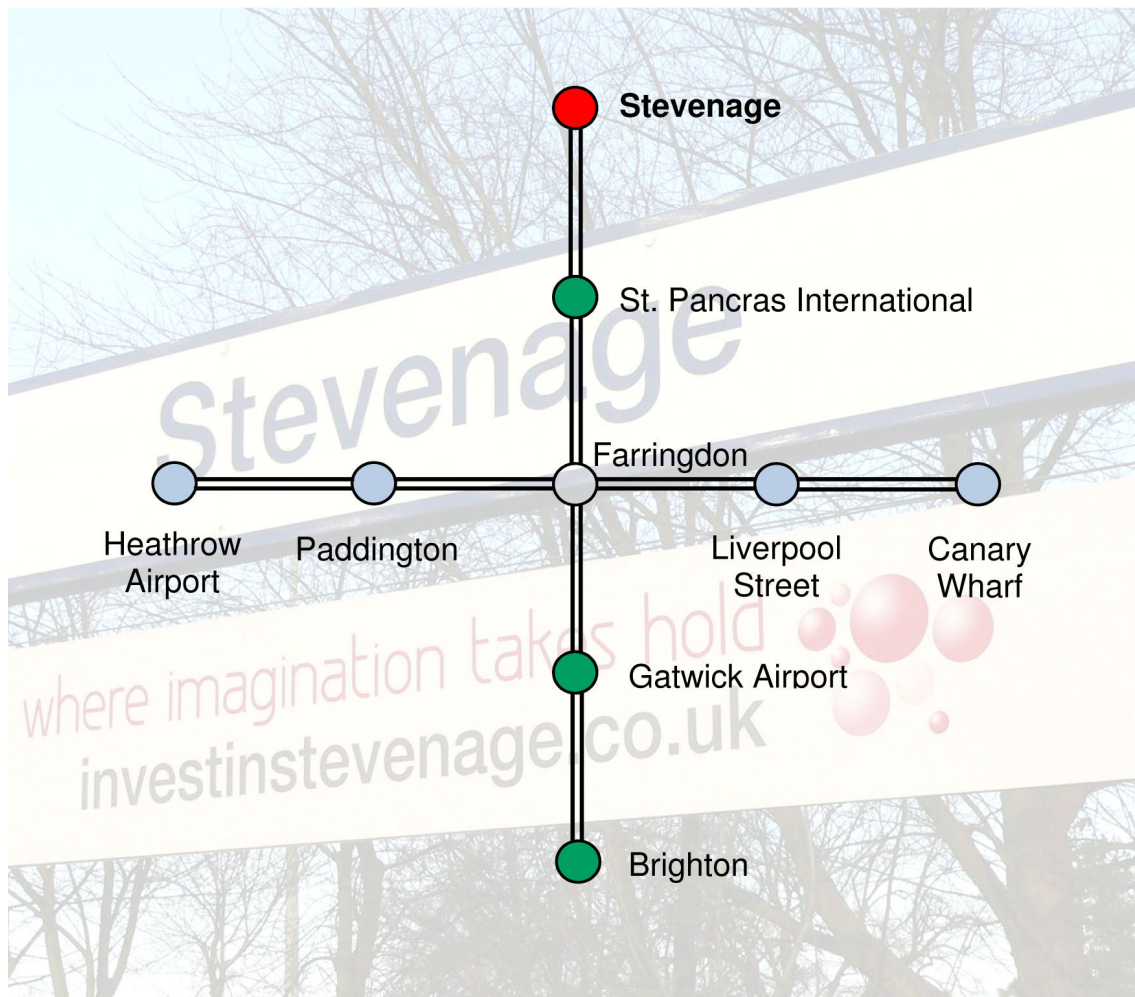 Stevenage
St. Pancras International
Stevenage
Farringdon
Heathrow
Airport
Paddington
Liverpool
Street
Canary
Wharf
where imagination takes hold
Gatwick Airport
investinstevenage.co.uk
Brighton